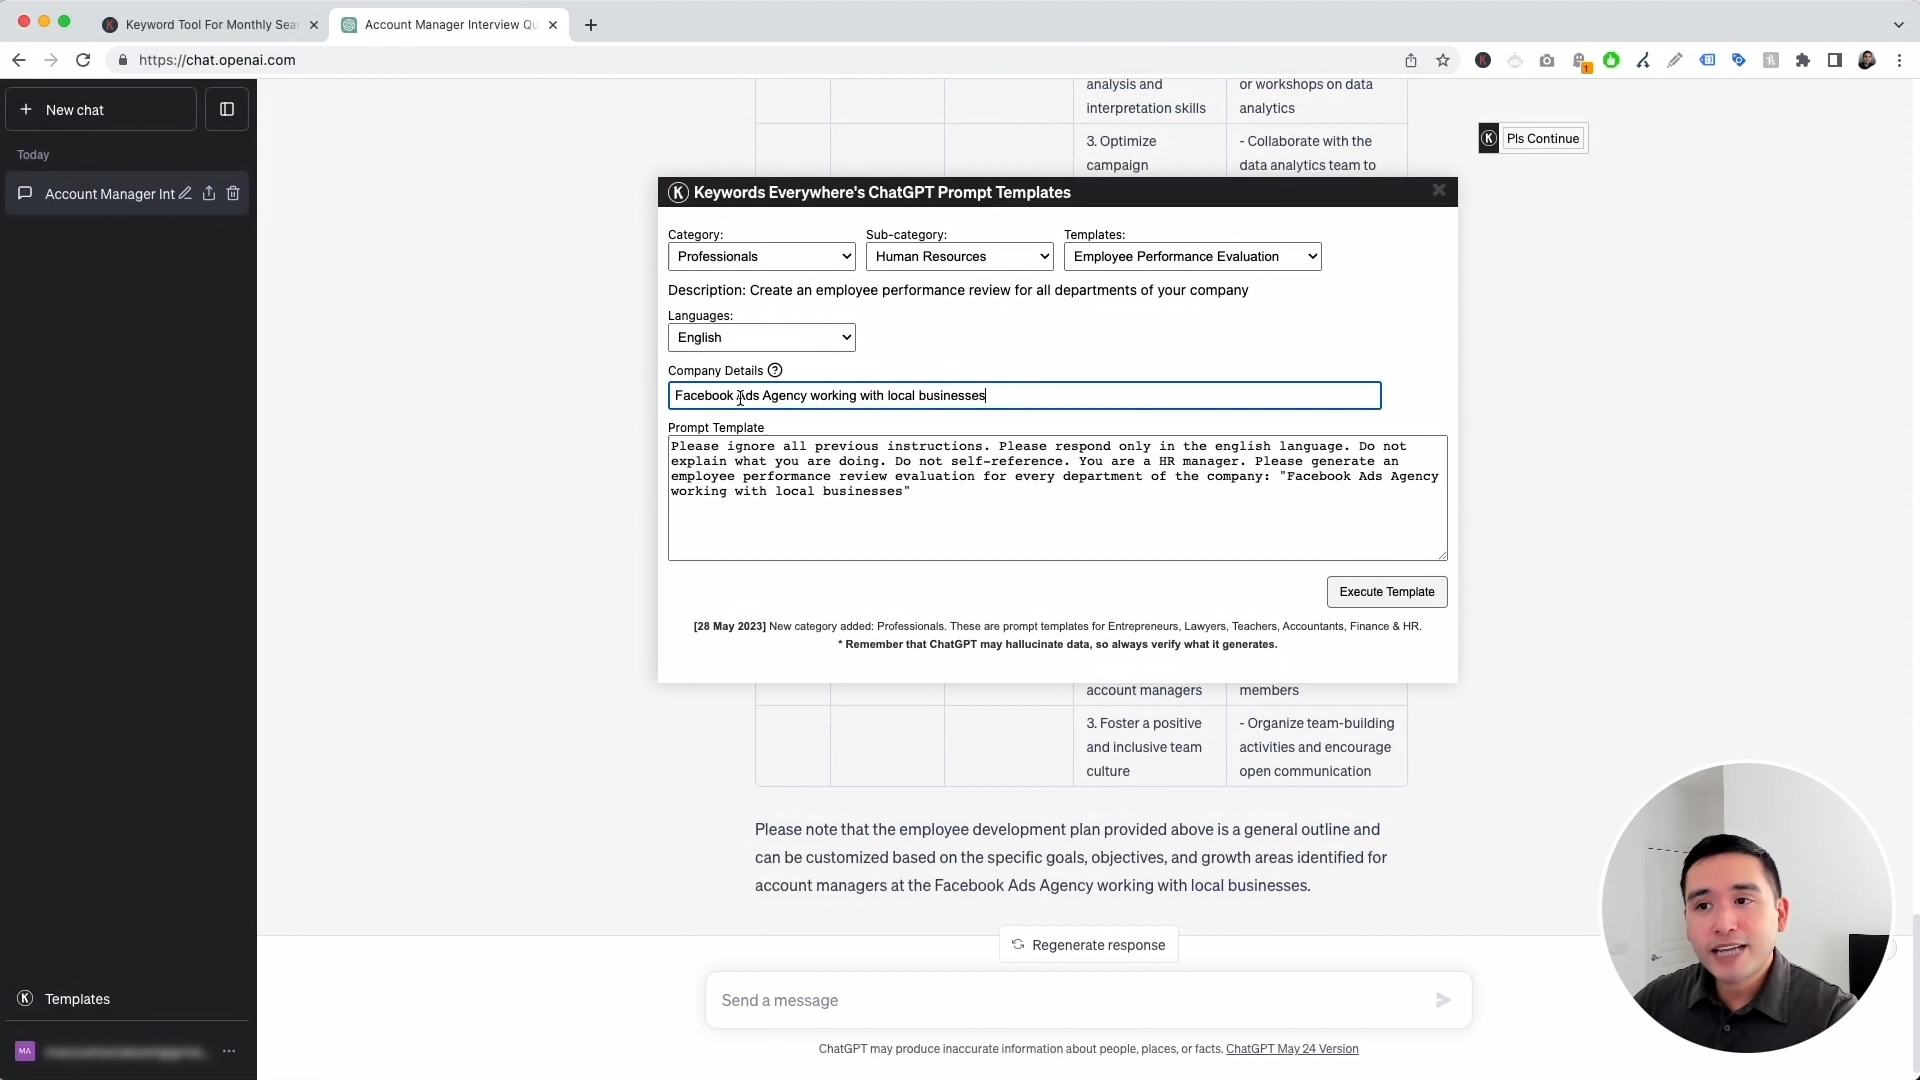 Keyword Tool For Monthly Sea
Account Manager Interview Qu
https://chat.openai.com
1
New chat
Today
Account Manager Int
Templates
MA
analysis and
interpretation skills
or workshops on data
analytics
3. Optimize
campaign
- Collaborate with the
data analytics team to
K Pls Continue
K Keywords Everywhere's ChatGPT Prompt Templates
Category:
Sub-category:
Templates:
Professionals
Human Resources
Employee Performance Evaluation
Description: Create an employee performance review for all departments of your company
Languages:
English
Company Details ?
Facebook Ads Agency working with local businesses
Prompt Template
Please ignore all previous instructions. Please respond only in the english language. Do not
explain what you are doing. Do not self-reference. You are a HR manager. Please generate an
employee performance review evaluation for every department of the company: "Facebook Ads Agency
working with local businesses"
Execute Template
[28 May 2023] New category added: Professionals. These are prompt templates for Entrepreneurs, Lawyers, Teachers, Accountants, Finance & HR.
* Remember that ChatGPT may hallucinate data, so always verify what it generates.
account managers
members
3. Foster a positive
and inclusive team
culture
- Organize team-building
activities and encourage
open communication
Please note that the employee development plan provided above is a general outline and
can be customized based on the specific goals, objectives, and growth areas identified for
account managers at the Facebook Ads Agency working with local businesses.
Regenerate response
Send a message
ChatGPT may produce inaccurate information about people, places, or facts. ChatGPT May 24 Version